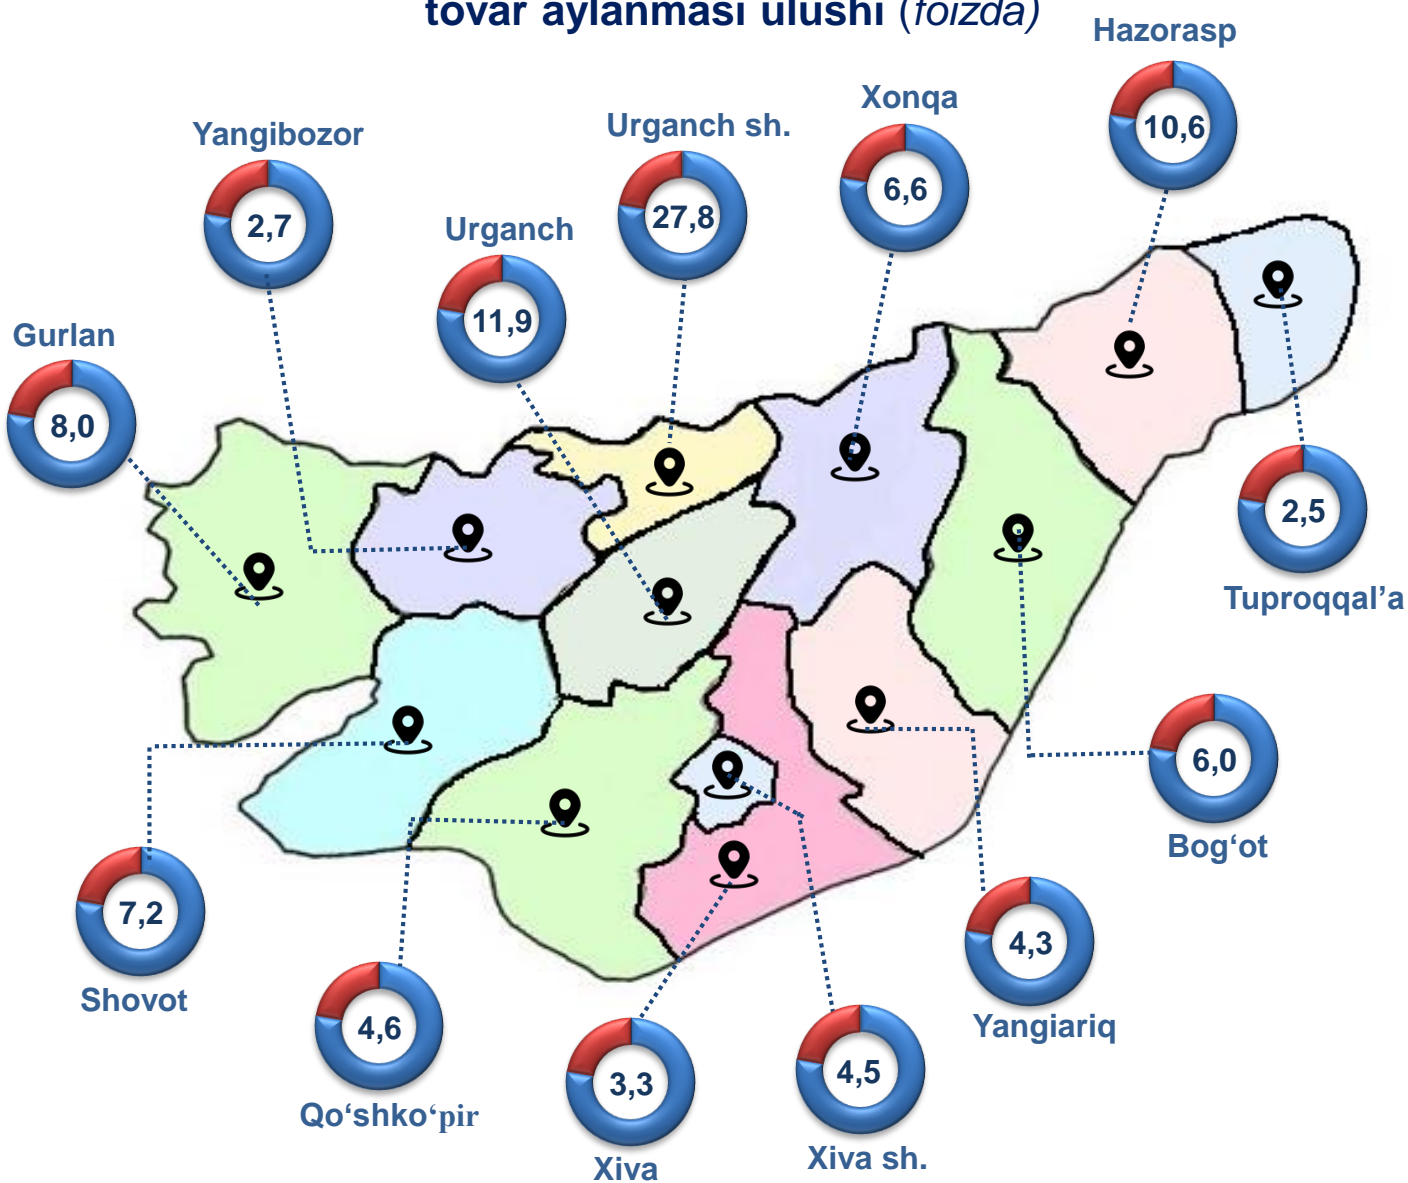 tovar aylanmasi ulushi (foizda)
Hazorasp
10,6
Xonqa
6,6
Urganch sh.
27,8
Yangibozor
2,7
Urganch
11,9
Gurlan
8,0
2,5
Tuproqqal’a
6,0
Bog‘ot
7,2
Shovot
4,3
Yangiariq
4,6
Qo‘shko‘pir
3,3
Xiva
4,5
Xiva sh.